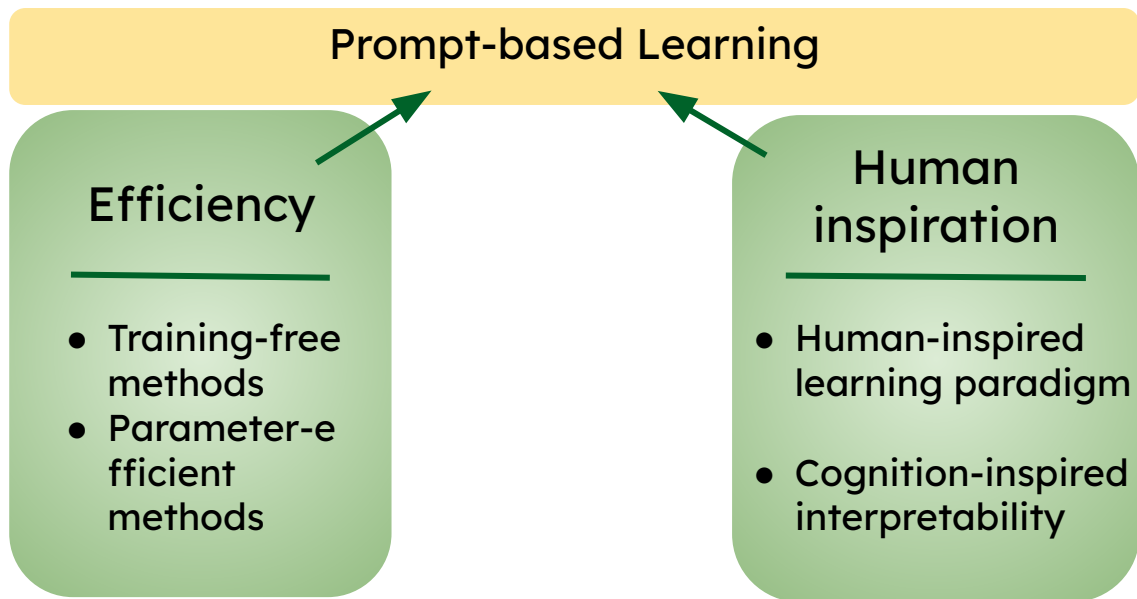 Prompt-based Learning
Efficiency
● Training-free
methods
● Parameter-e
fficient
methods
Human
inspiration
● Human-inspired
learning paradigm
● Cognition-inspired
interpretability